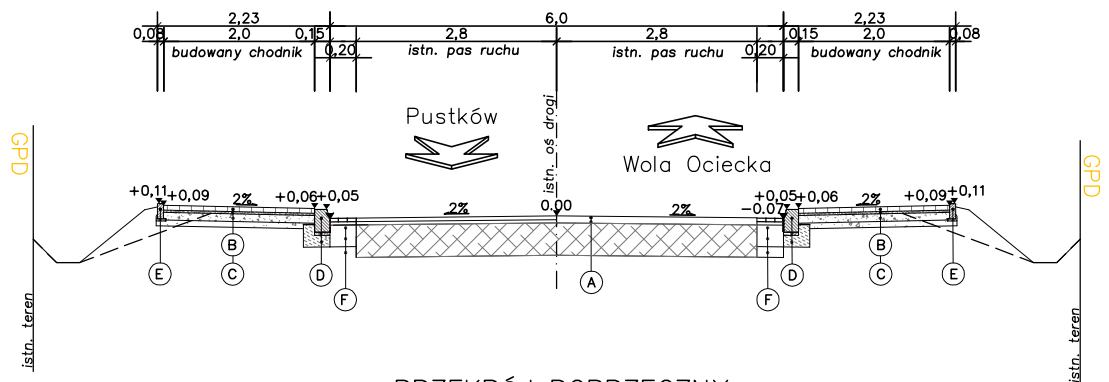 2,23 6,0 2,23
0,08 2,0 0,15 2,8 2,8 0,15 2,0 0,08
budowany chodnik 0,20 istn. pas ruchu istn. pas ruchu 0,20 budowany chodnik
istn. oś drogi
Pustków
Wola Ociecka
GPD
GPD
+0,11 +0,09 2% +0,06 +0,05 2% 0.00 2% -0.07 +0,05 +0,06 2% +0,09 +0,11
E B C D F A F D B C E
istn. teren
istn. teren